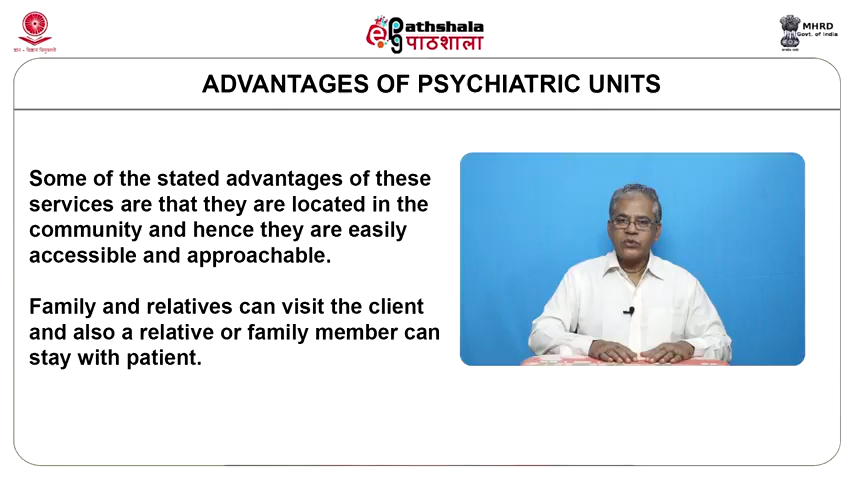 ज्ञान - विज्ञान विमुक्तये
Pathshala
पाठशाला
MHRD
Govt. of India
ADVANTAGES OF PSYCHIATRIC UNITS
Some of the stated advantages of these
services are that they are located in the
community and hence they are easily
accessible and approachable.
Family and relatives can visit the client
and also a relative or family member can
stay with patient.